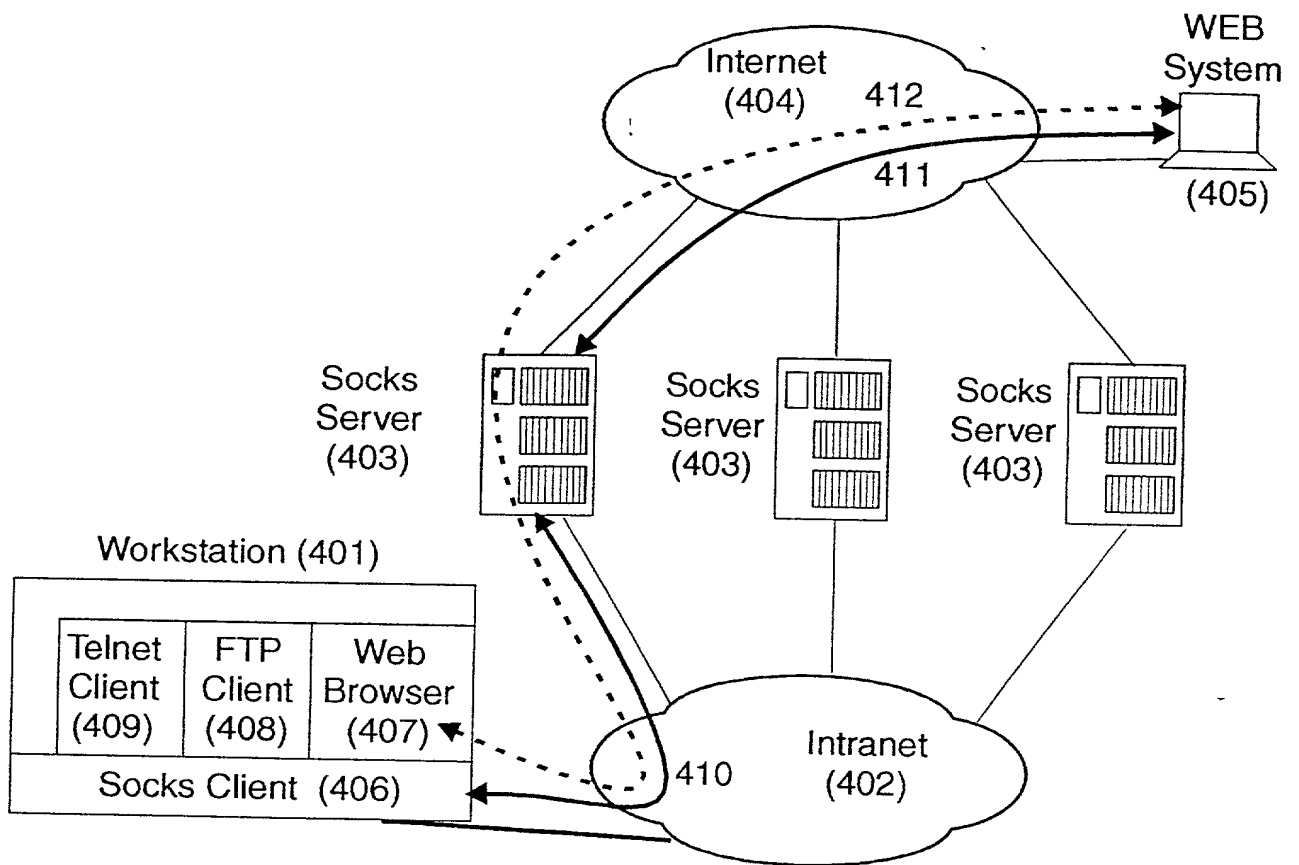 WEB
System
Internet
(404)
412
411
(405)
Socks
Server
(403)
Socks
Server
(403)
Socks
Server
(403)
Workstation (401)
Telnet
Client
(409)
FTP
Client
(408)
Web
Browser
(407)
Socks Client (406)
410
Intranet
(402)